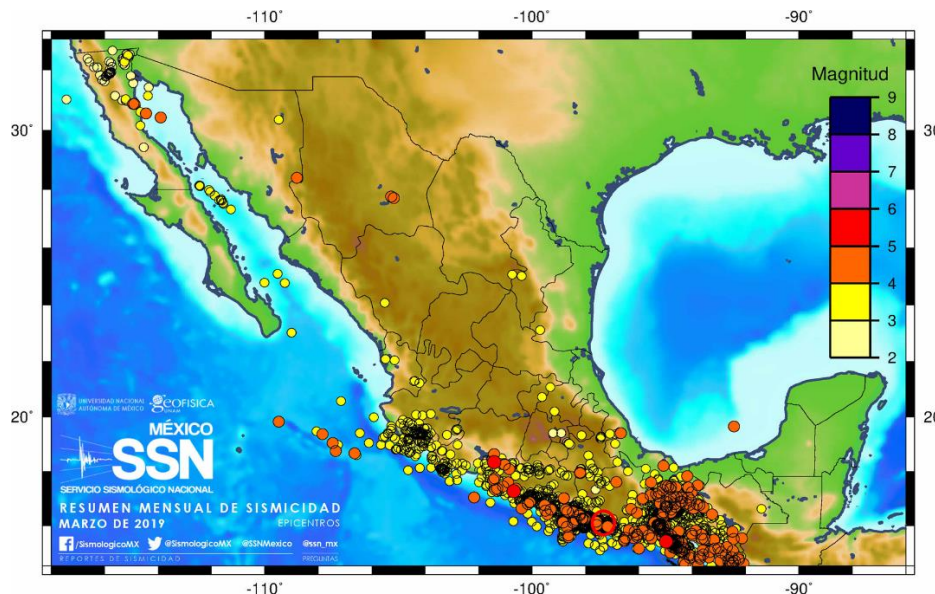 -110° -100° -90°
Magnitud
9
8
7
6
5
4
3
2
30° 30°
20° 20°
UNIVERSIDAD NACIONAL
AUTÓNOMA DE MÉXICO
GEOFISICA
UNAM
MÉXICO
SSN
SERVICIO SISMOLÓGICO NACIONAL
RESUMEN MENSUAL DE SISMICIDAD
MARZO DE 2019 EPICENTROS
/SismologicoMX @SismologicoMX @SSNMexico @ssn_mx
REPORTES DE SISMICIDAD PREGUNTAS
-110° -100° -90°